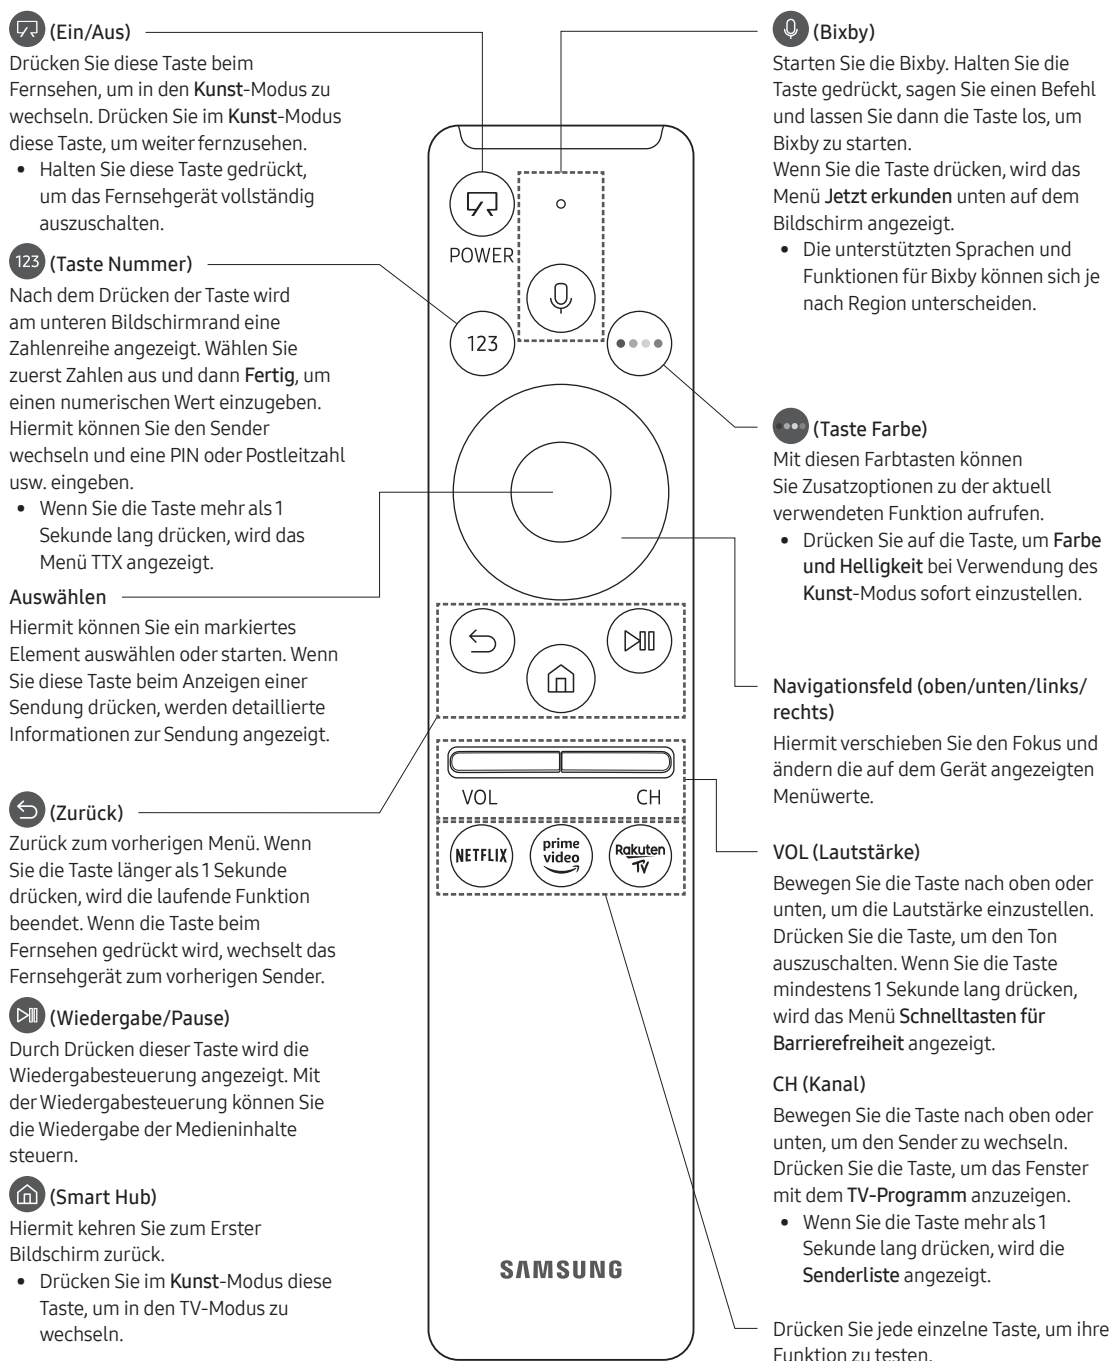 (Ein/Aus)
Drücken Sie diese Taste beim
Fernsehen, um in den Kunst-Modus zu
wechseln. Drücken Sie im Kunst-Modus
diese Taste, um weiter fernzusehen.
• Halten Sie diese Taste gedrückt,
um das Fernsehgerät vollständig
auszuschalten.
123 (Taste Nummer)
Nach dem Drücken der Taste wird
am unteren Bildschirmrand eine
Zahlenreihe angezeigt. Wählen Sie
zuerst Zahlen aus und dann Fertig, um
einen numerischen Wert einzugeben.
Hiermit können Sie den Sender
wechseln und eine PIN oder Postleitzahl
usw. eingeben.
• Wenn Sie die Taste mehr als 1
Sekunde lang drücken, wird das
Menü TTX angezeigt.
Auswählen
Hiermit können Sie ein markiertes
Element auswählen oder starten. Wenn
Sie diese Taste beim Anzeigen einer
Sendung drücken, werden detaillierte
Informationen zur Sendung angezeigt.
(Zurück)
Zurück zum vorherigen Menü. Wenn
Sie die Taste länger als 1 Sekunde
drücken, wird die laufende Funktion
beendet. Wenn die Taste beim
Fernsehen gedrückt wird, wechselt das
Fernsehgerät zum vorherigen Sender.
(Wiedergabe/Pause)
Durch Drücken dieser Taste wird die
Wiedergabesteuerung angezeigt. Mit
der Wiedergabesteuerung können Sie
die Wiedergabe der Medieninhalte
steuern.
(Smart Hub)
Hiermit kehren Sie zum Erster
Bildschirm zurück.
• Drücken Sie im Kunst-Modus diese
Taste, um in den TV-Modus zu
wechseln.
POWER
123
VOL CH
NETFLIX
prime
video
Rakuten
TV
SAMSUNG
(Bixby)
Starten Sie die Bixby. Halten Sie die
Taste gedrückt, sagen Sie einen Befehl
und lassen Sie dann die Taste los, um
Bixby zu starten.
Wenn Sie die Taste drücken, wird das
Menü Jetzt erkunden unten auf dem
Bildschirm angezeigt.
• Die unterstützten Sprachen und
Funktionen für Bixby können sich je
nach Region unterscheiden.
(Taste Farbe)
Mit diesen Farbtasten können
Sie Zusatzoptionen zu der aktuell
verwendeten Funktion aufrufen.
• Drücken Sie auf die Taste, um Farbe
und Helligkeit bei Verwendung des
Kunst-Modus sofort einzustellen.
Navigationsfeld (oben/unten/links/
rechts)
Hiermit verschieben Sie den Fokus und
ändern die auf dem Gerät angezeigten
Menüwerte.
VOL (Lautstärke)
Bewegen Sie die Taste nach oben oder
unten, um die Lautstärke einzustellen.
Drücken Sie die Taste, um den Ton
auszuschalten. Wenn Sie die Taste
mindestens 1 Sekunde lang drücken,
wird das Menü Schnelltasten für
Barrierefreiheit angezeigt.
CH (Kanal)
Bewegen Sie die Taste nach oben oder
unten, um den Sender zu wechseln.
Drücken Sie die Taste, um das Fenster
mit dem TV-Programm anzuzeigen.
• Wenn Sie die Taste mehr als 1
Sekunde lang drücken, wird die
Senderliste angezeigt.
Drücken Sie jede einzelne Taste, um ihre
Funktion zu testen.